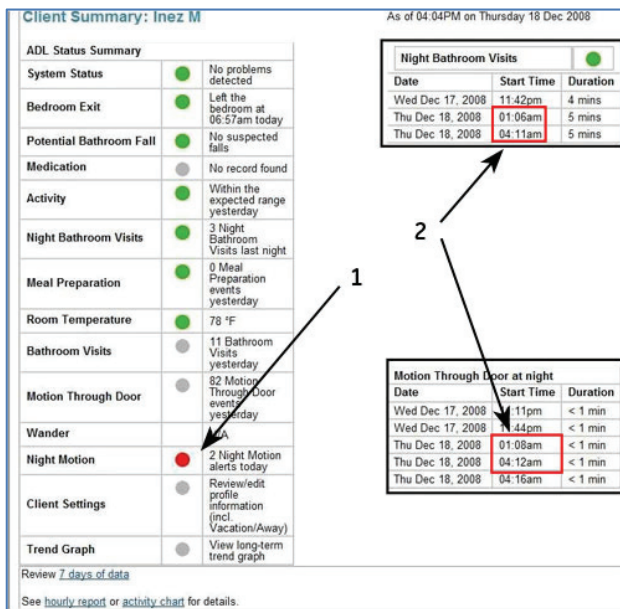 Client Summary: Inez M
As of 04:04PM on Thursday 18 Dec 2008
ADL Status Summary
System Status
No problems
detected
Bedroom Exit
Left the
bedroom at
06:57am today
Potential Bathroom Fall
No suspected
falls
Medication
No record found
Activity
Within the
expected range
yesterday
Night Bathroom Visits
3 Night
Bathroom
Visits last night
Meal Preparation
0 Meal
Preparation
events
yesterday
Room Temperature
78 °F
Bathroom Visits
11 Bathroom
Visits
yesterday
Motion Through Door
82 Motion
Through Door
events
yesterday
Wander
Night Motion
2 Night Motion
alerts today
Client Settings
Review/edit
profile
information
(incl.
Vacation/Away)
Trend Graph
View long-term
trend graph
Review 7 days of data
See hourly report or activity chart for details.
1
2
Night Bathroom Visits
Date Start Time Duration
Wed Dec 17, 2008 11:42pm 4 mins
Thu Dec 18, 2008 01:06am 5 mins
Thu Dec 18, 2008 04:11am 5 mins
Motion Through Door at night
Date Start Time Duration
Wed Dec 17, 2008 < 1 min
Wed Dec 17, 2008 < 1 min
Thu Dec 18, 2008 01:08am < 1 min
Thu Dec 18, 2008 04:12am < 1 min
Thu Dec 18, 2008 04:16am < 1 min